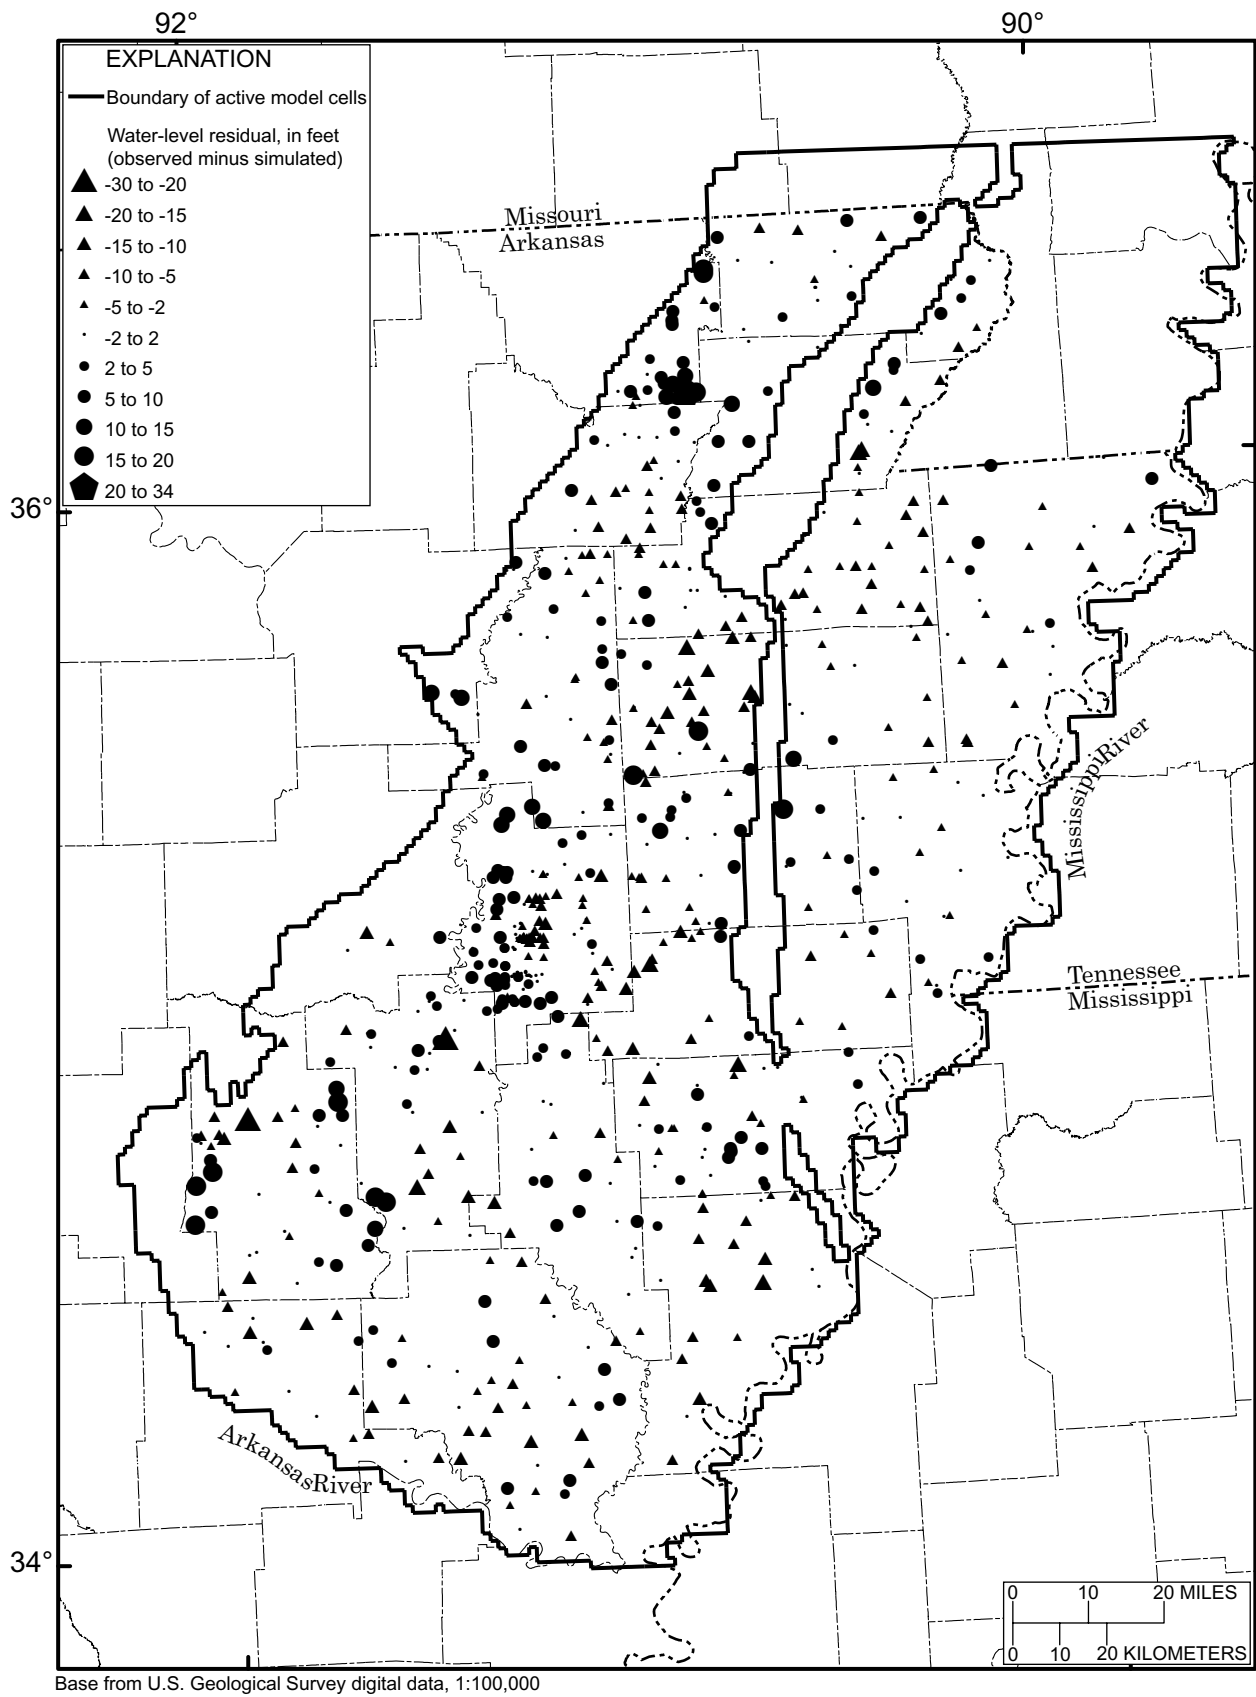 92°
90°
EXPLANATION
Boundary of active model cells
Water-level residual, in feet
(observed minus simulated)
-30 to -20
-20 to -15
-15 to -10
-10 to -5
-5 to -2
-2 to 2
2 to 5
5 to 10
10 to 15
15 to 20
20 to 34
Missouri
Arkansas
36°
MississippiRiver
Tennessee
Mississippi
ArkansasRiver
34°
0 10 20 MILES
0 10 20 KILOMETERS
Base from U.S. Geological Survey digital data, 1:100,000